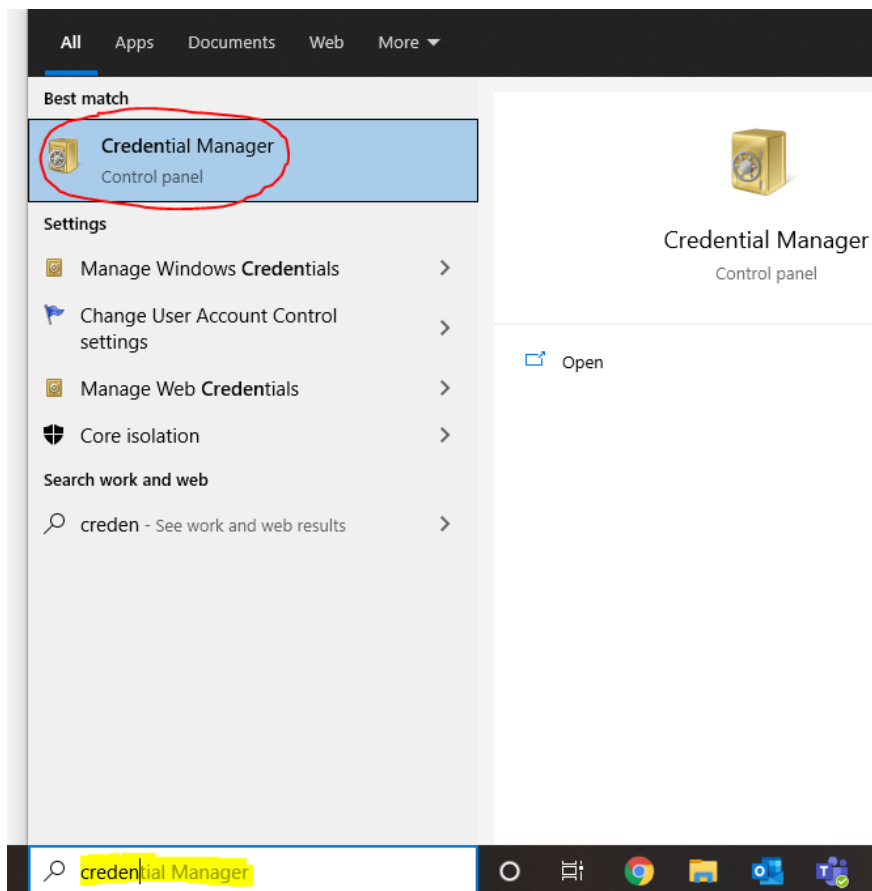 All Apps Documents Web More
Best match
Credential Manager
Control panel
Settings
Manage Windows Credentials
Change User Account Control
settings
Manage Web Credentials
Core isolation
Search work and web
creden - See work and web results
Credential Manager
Control panel
Open
credential Manager